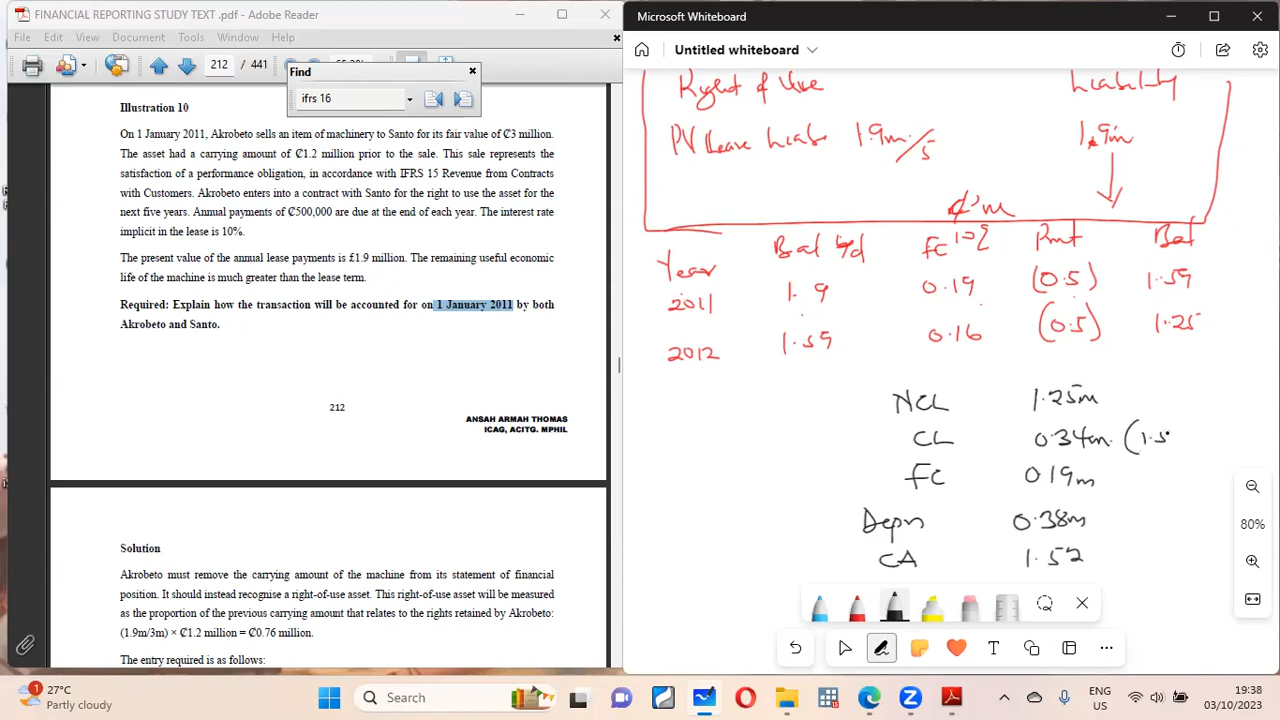 FINANCIAL REPORTING STUDY TEXT .pdf - Adobe Reader
File Edit View Document Tools Window Help
212 / 441
Find
ifrs 16
Illustration 10
On 1 January 2011, Akrobeto sells an item of machinery to Santo for its fair value of ₵3 million.
The asset had a carrying amount of ₵1.2 million prior to the sale. This sale represents the
satisfaction of a performance obligation, in accordance with IFRS 15 Revenue from Contracts
with Customers. Akrobeto enters into a contract with Santo for the right to use the asset for the
next five years. Annual payments of ₵500,000 are due at the end of each year. The interest rate
implicit in the lease is 10%.
The present value of the annual lease payments is £1.9 million. The remaining useful economic
life of the machine is much greater than the lease term.
Required: Explain how the transaction will be accounted for on 1 January 2011 by both
Akrobeto and Santo.
212
ANSAH ARMAH THOMAS
ICAG, ACITG. MPHIL
Solution
Akrobeto must remove the carrying amount of the machine from its statement of financial
position. It should instead recognise a right-of-use asset. This right-of-use asset will be measured
as the proportion of the previous carrying amount that relates to the rights retained by Akrobeto:
(1.9m/3m) × ₵1.2 million = ₵0.76 million.
The entry required is as follows:
Microsoft Whiteboard
Untitled whiteboard
Right of Use Liability
PV Lease Liab 1.9m/5 1.9m
₵'m
Year Bal b/d FC 10% Pmt Bal
2011 1.9 0.19 (0.5) 1.59
2012 1.59 0.16 (0.5) 1.25
NCL 1.25m
CL 0.34m (1.5
FC 0.19m
Depn 0.38m
CA 1.52
80%
27°C
Partly cloudy
Search
ENG
US
19:38
03/10/2023